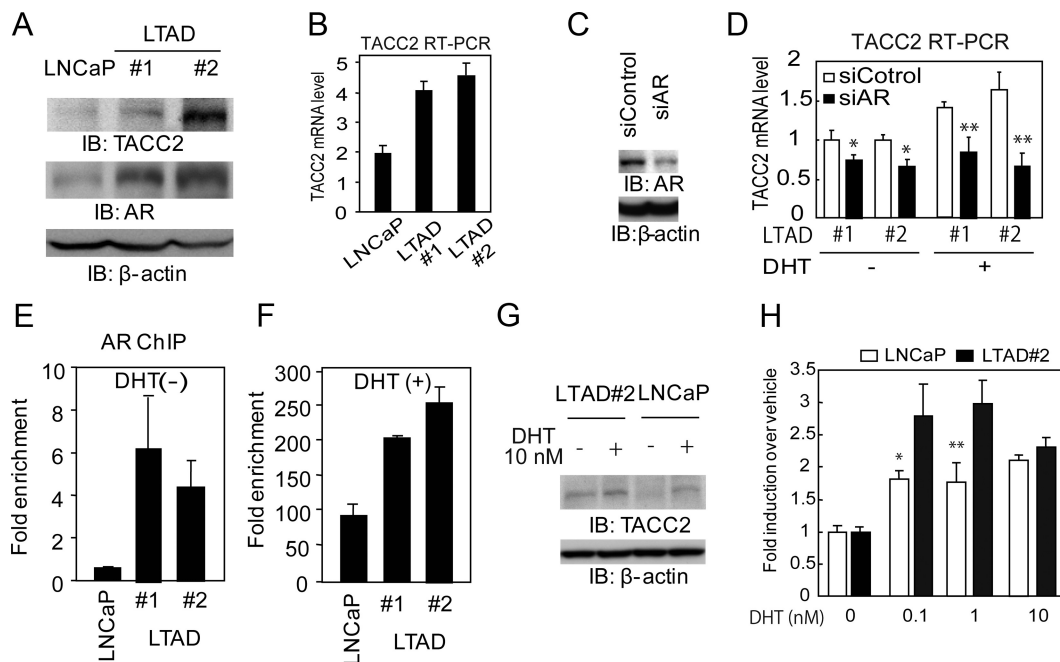 A
LTAD
LNCaP #1 #2
IB: TACC2
IB: AR
IB: β-actin
B
TACC2 RT-PCR
TACC2 mRNA level
5
4
3
2
1
0
LNCaP
LTAD #1
LTAD #2
C
siControl
siAR
IB: AR
IB:β-actin
D
TACC2 RT-PCR
TACC2 mRNA level
siCotrol
siAR
2
1.5
1
0.5
0
* * ** **
LTAD #1 #2 #1 #2
DHT - +
E
AR ChIP
DHT(-)
Fold enrichment
10
8
6
4
2
0
LNCaP
#1 #2
LTAD
F
DHT (+)
Fold enrichment
300
250
200
150
100
50
0
LNCaP
#1 #2
LTAD
G
LTAD#2 LNCaP
DHT
10 nM - + - +
IB: TACC2
IB: β-actin
H
LNCaP LTAD#2
Fold induction over vehicle
3.5
3
2.5
2
1.5
1
0.5
0
* **
DHT (nM) 0 0.1 1 10